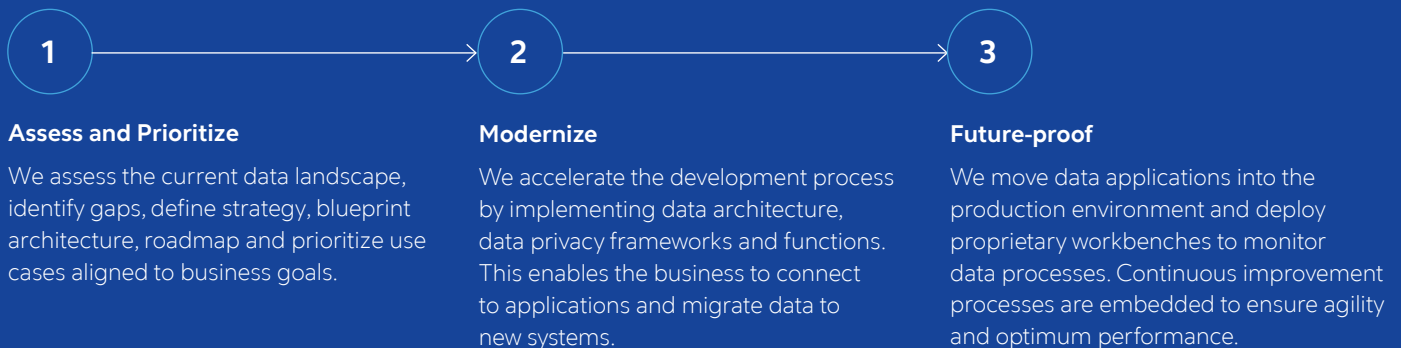 1
2
3
Assess and Prioritize
We assess the current data landscape,
identify gaps, define strategy, blueprint
architecture, roadmap and prioritize use
cases aligned to business goals.
Modernize
We accelerate the development process
by implementing data architecture,
data privacy frameworks and functions.
This enables the business to connect
to applications and migrate data to
new systems.
Future-proof
We move data applications into the
production environment and deploy
proprietary workbenches to monitor
data processes. Continuous improvement
processes are embedded to ensure agility
and optimum performance.